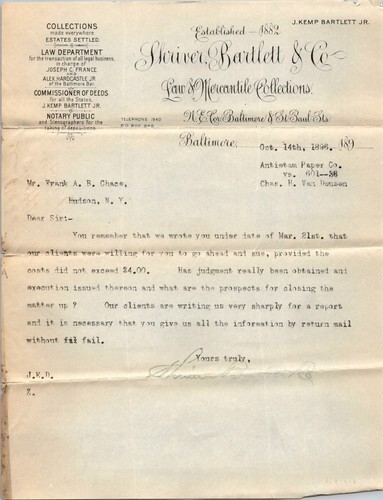 COLLECTIONS
made everywhere
ESTATES SETTLED.
LAW DEPARTMENT
for the transaction of all legal business,
in charge of
JOSEPH C. FRANCE
AND
ALEX HARDCASTLE JR
of the Baltimore Bar.
COMMISSIONER OF DEEDS
for all the States,
J. KEMP BARTLETT JR.
NOTARY PUBLIC
and Stenographers for the
taking of depositions
J. KEMP BARTLETT JR.
Established 1882
Scriver, Bartlett & Co
Law & Mercantile Collections.
N.E. Cor. Baltimore & St Paul Sts
TELEPHONE 1340
P.O. BOX
Baltimore, Oct. 14th, 1896. 189
Antietam Paper Co.
vs. 601-38
Chas. H. Van Deusen
Mr. Frank A. B. Chace,
Hudson, N. Y.
Dear Sir:-
You remember that we wrote you under date of Mar. 21st. that
our clients were willing for you to go ahead and sue, provided the
costs did not exceed $4.00. Has judgment really been obtained and
execution issued thereon and what are the prospects for closing the
matter up ? Our clients are writing us very sharply for a report
and it is necessary that you give us all the information by return mail
without fail.
Yours truly,
J.E.D.
Z.